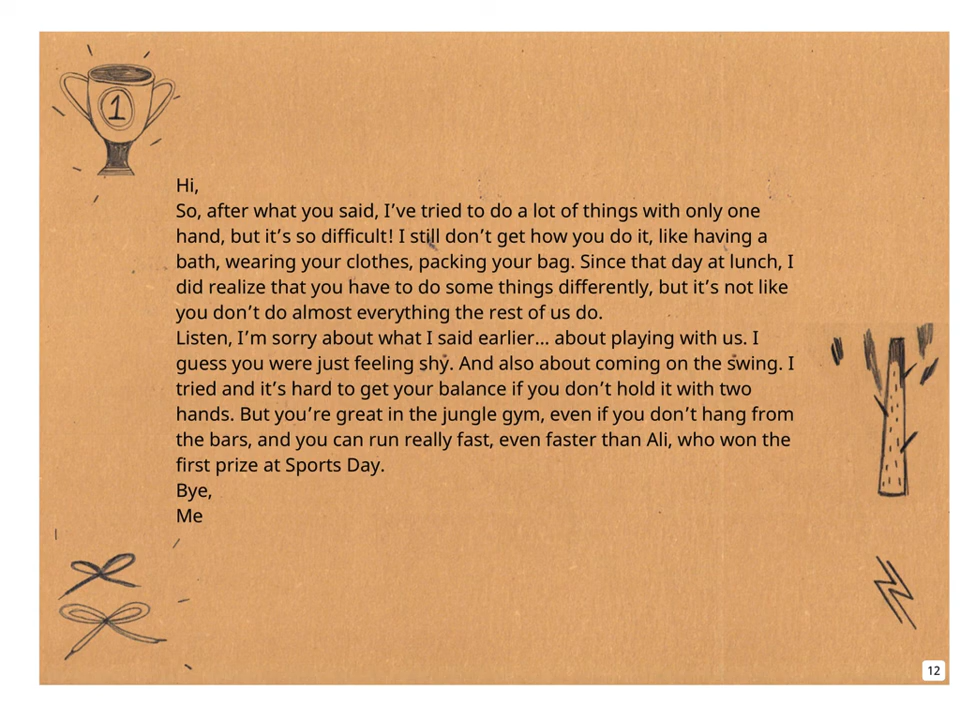 1
Hi,
So, after what you said, I’ve tried to do a lot of things with only one
hand, but it’s so difficult! I still don’t get how you do it, like having a
bath, wearing your clothes, packing your bag. Since that day at lunch, I
did realize that you have to do some things differently, but it’s not like
you don’t do almost everything the rest of us do.
Listen, I’m sorry about what I said earlier... about playing with us. I
guess you were just feeling shy. And also about coming on the swing. I
tried and it’s hard to get your balance if you don’t hold it with two
hands. But you’re great in the jungle gym, even if you don’t hang from
the bars, and you can run really fast, even faster than Ali, who won the
first prize at Sports Day.
Bye,
Me
12